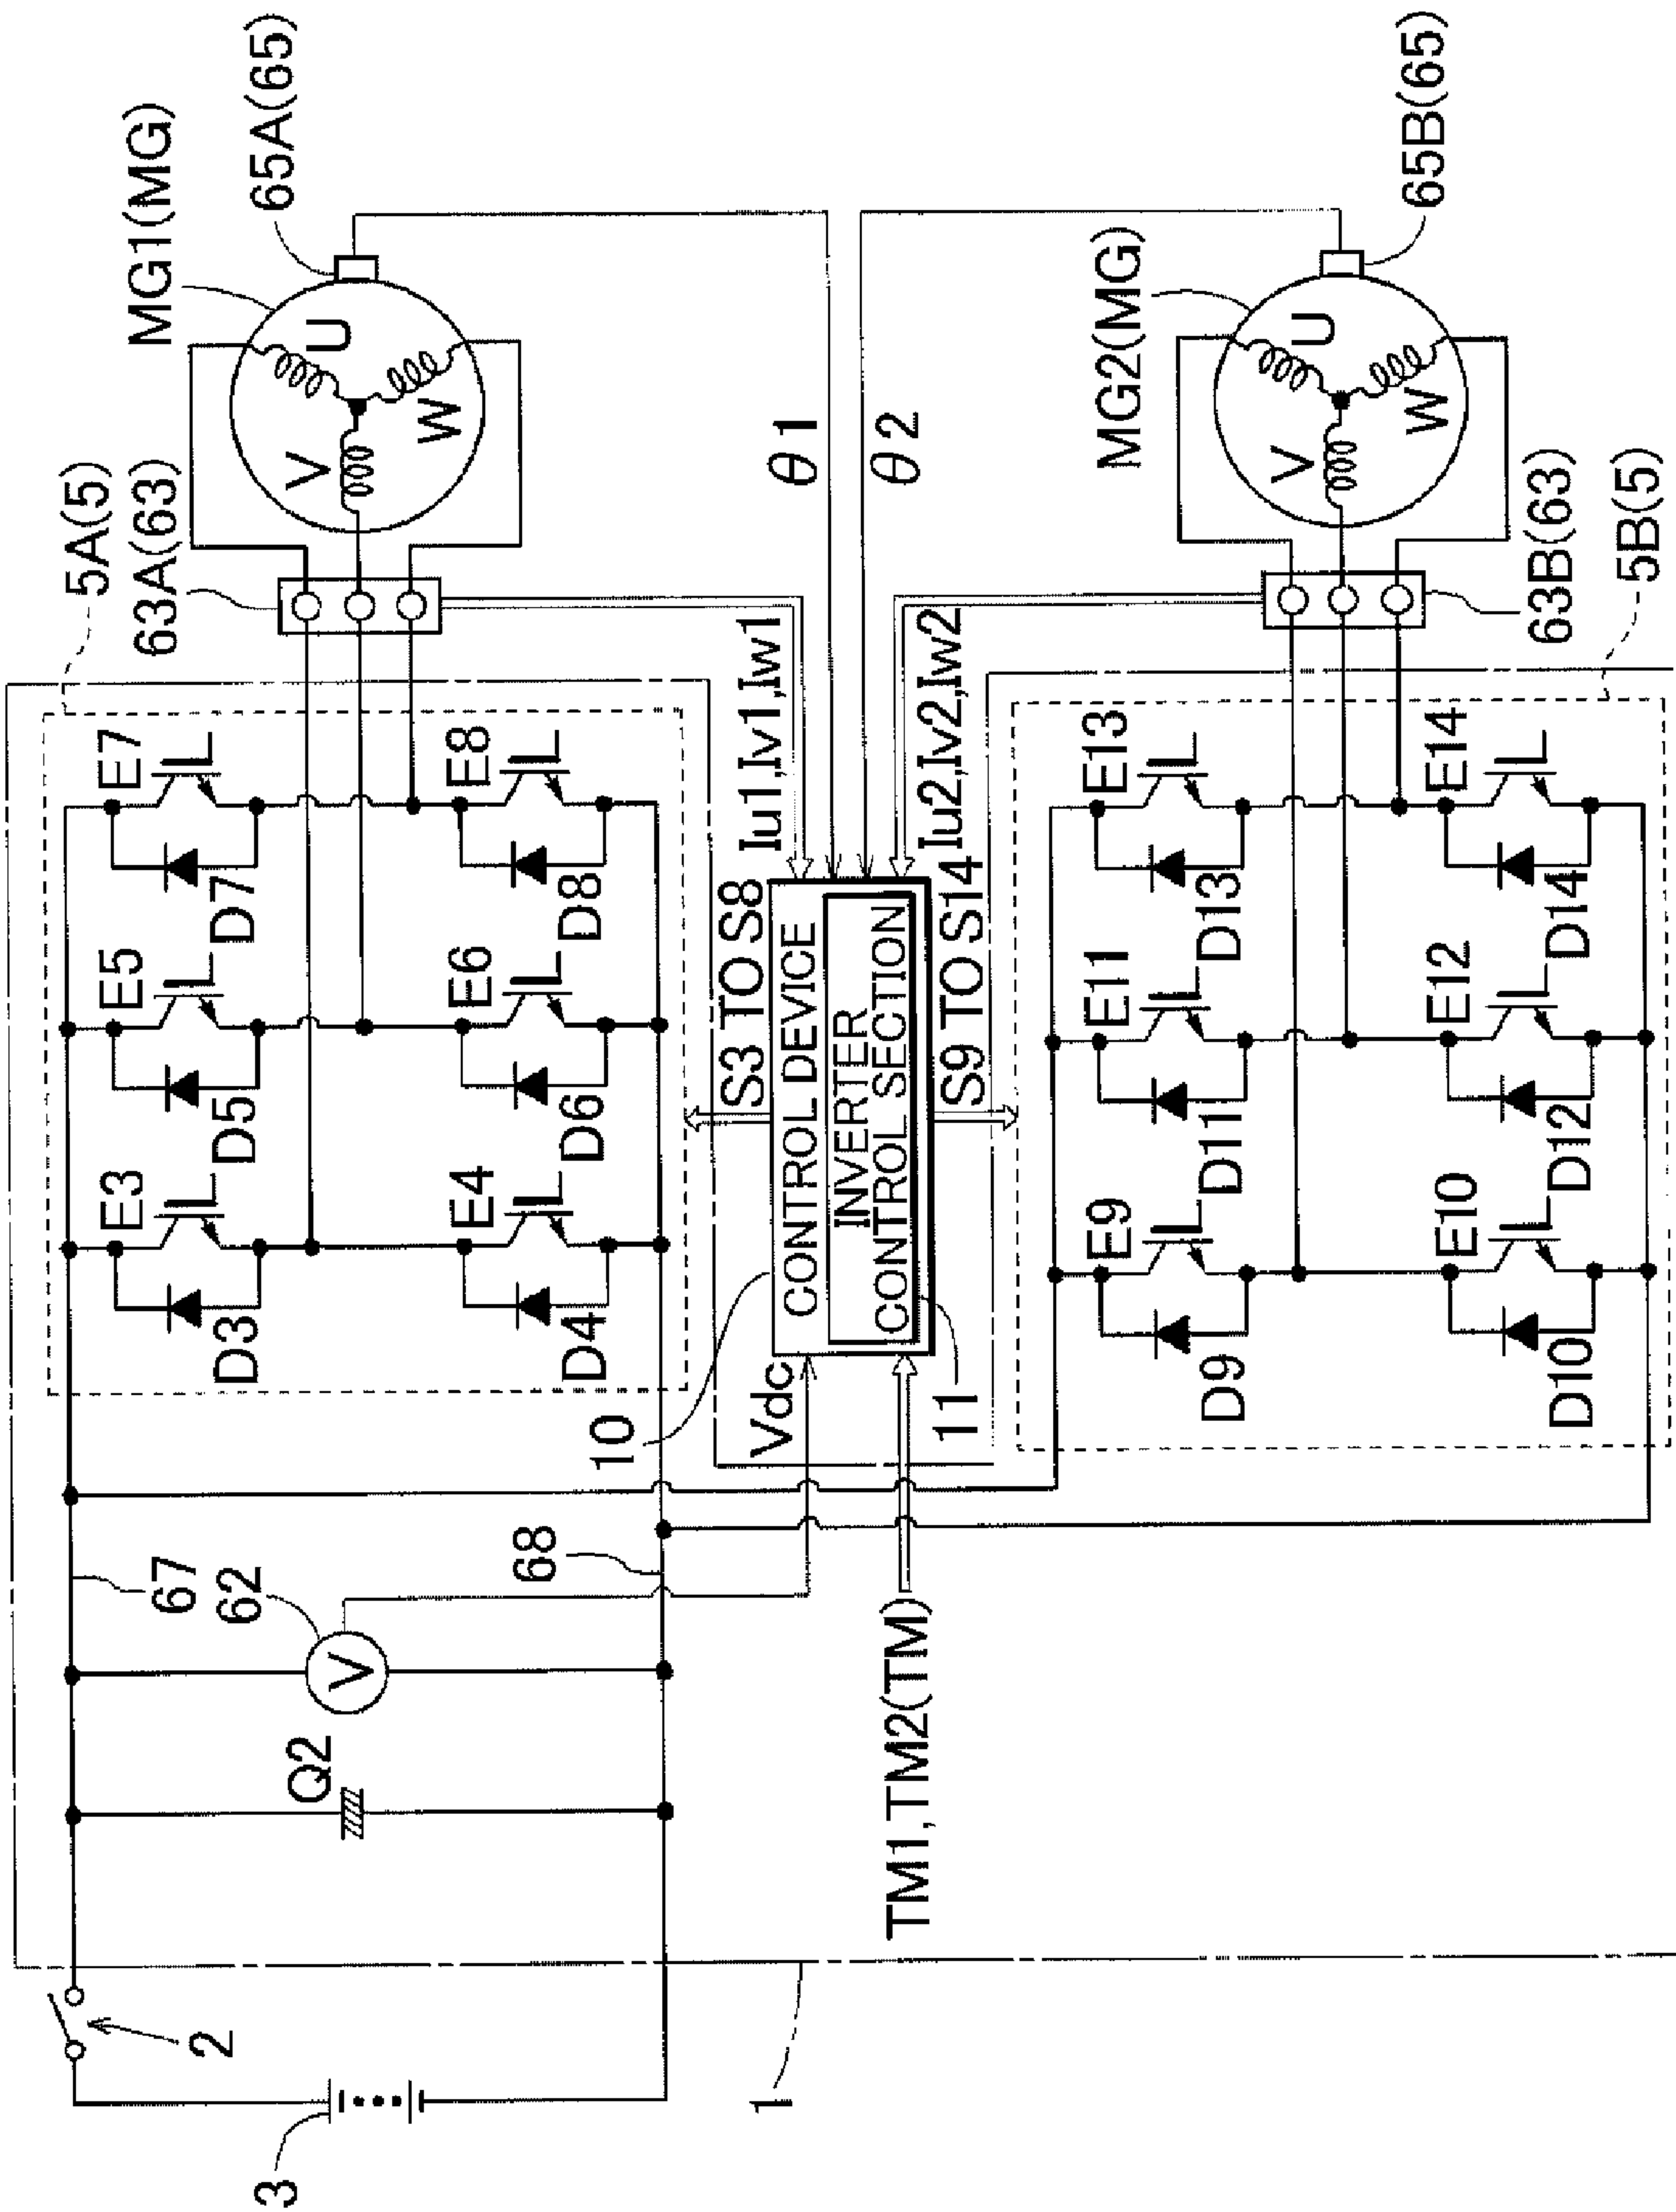 MG1(MG)
65A(65)
5A(5)
63A(63)
U
V
W
E3
E5
E7
D3
D5
D7
E4
E6
E8
D4
D6
D8
67
62
V
Q2
68
2
3
1
10
Vdc
S3 TO S8
Iu1,Iv1,Iw1
θ1
CONTROL DEVICE
INVERTER
CONTROL SECTION
θ2
Iu2,Iv2,Iw2
S9 TO S14
11
TM1,TM2(TM)
MG2(MG)
65B(65)
U
V
W
63B(63)
5B(5)
E9
E11
E13
D9
D11
D13
E10
E12
E14
D10
D12
D14